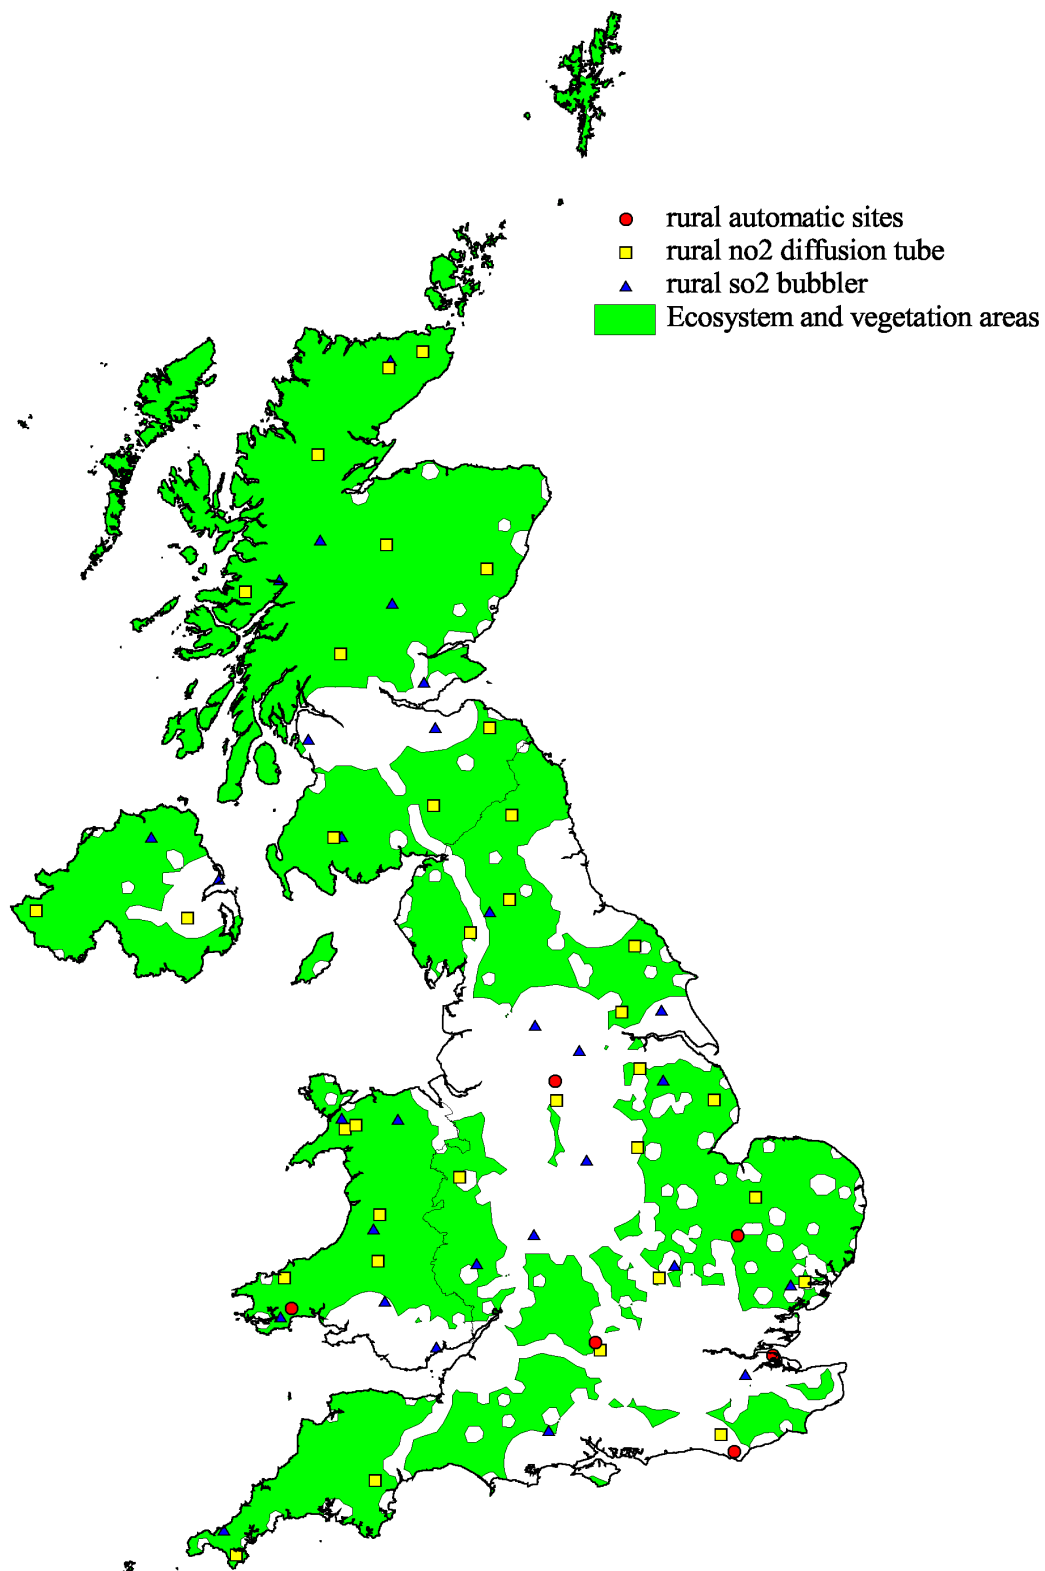 rural automatic sites
rural no2 diffusion tube
rural so2 bubbler
Ecosystem and vegetation areas